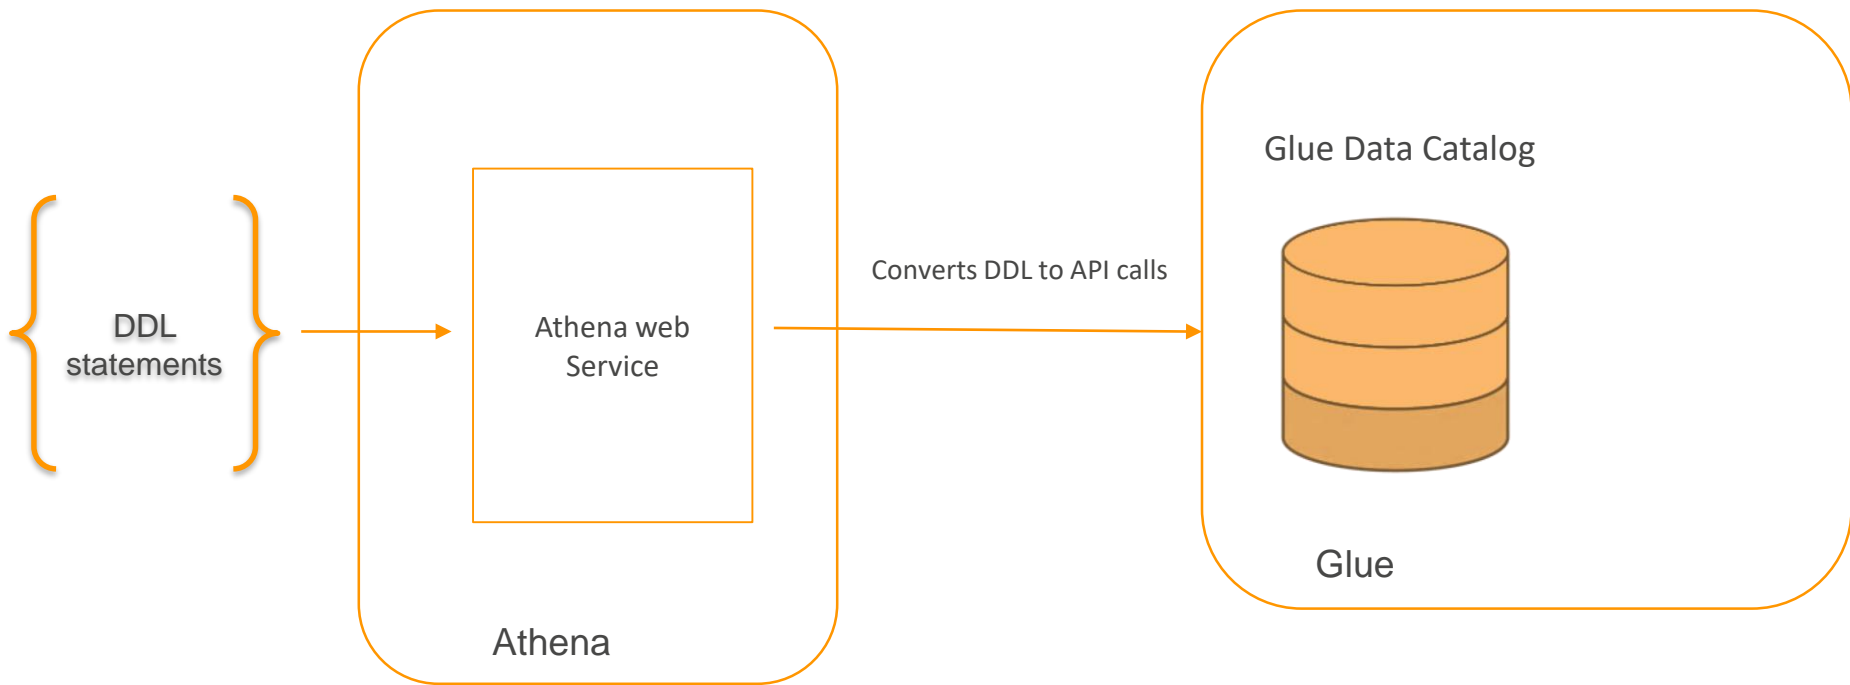 DDL
statements
Athena web
Service
Athena
Converts DDL to API calls
Glue Data Catalog
Glue